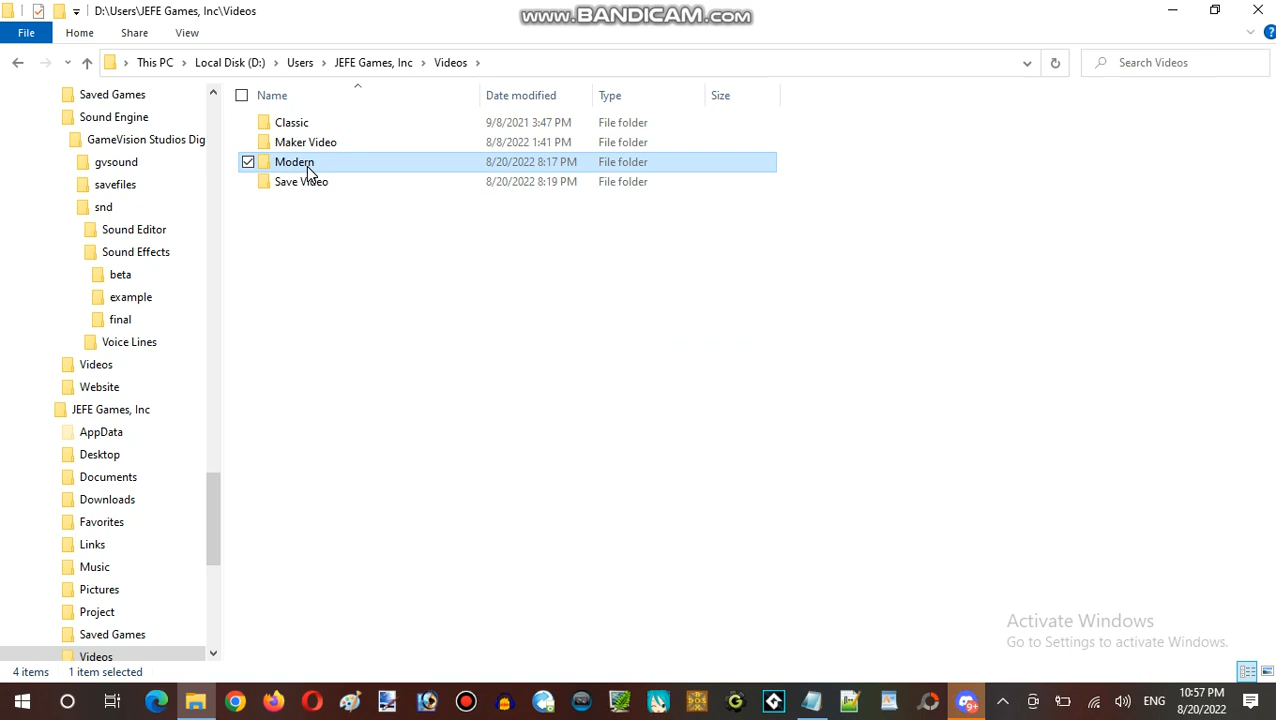 D:\Users\JEFE Games, Inc\Videos
www.BANDICAM.com
File Home Share View
This PC Local Disk (D:) Users JEFE Games, Inc Videos
Search Videos
Saved Games
Sound Engine
GameVision Studios Dig
gvsound
savefiles
snd
Sound Editor
Sound Effects
beta
example
final
Voice Lines
Videos
Website
JEFE Games, Inc
AppData
Desktop
Documents
Downloads
Favorites
Links
Music
Pictures
Project
Saved Games
Videos
Name Date modified Type Size
Classic 9/8/2021 3:47 PM File folder
Maker Video 8/8/2022 1:41 PM File folder
Modern 8/20/2022 8:17 PM File folder
Save Video 8/20/2022 8:19 PM File folder
Activate Windows
Go to Settings to activate Windows.
4 items 1 item selected
9+
ENG
10:57 PM
8/20/2022